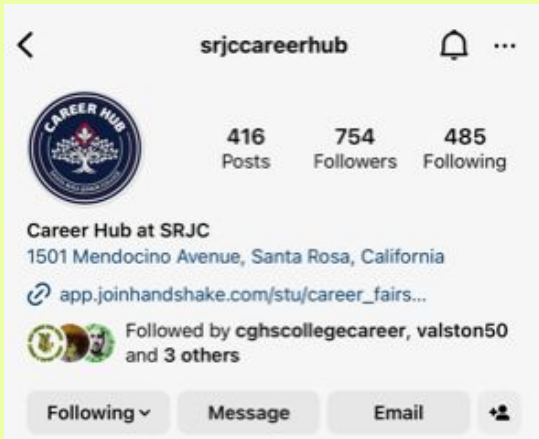 srjccareerhub
416 754 485
Posts Followers Following
CAREER HUB
Career Hub at SRJC
1501 Mendocino Avenue, Santa Rosa, California
app.joinhandshake.com/stu/career_fairs...
Followed by cghscollegecareer, valston50
and 3 others
Following Message Email